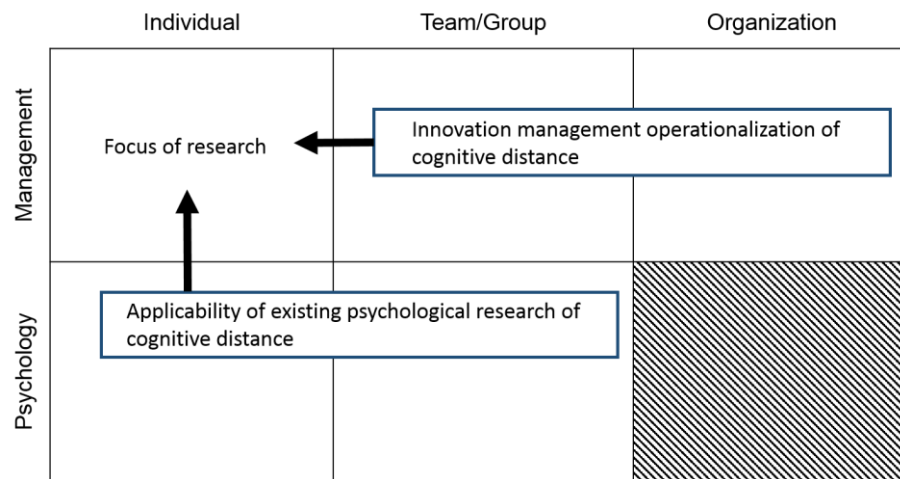 Individual
Team/Group
Organization
Management
Focus of research
Innovation management operationalization of
cognitive distance
Psychology
Applicability of existing psychological research of
cognitive distance